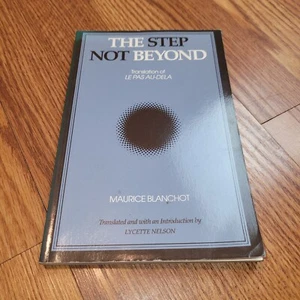 THE STEP
NOT BEYOND
Translation of
LE PAS AU-DELA
MAURICE BLANCHOT
Translated and with an Introduction by
LYCETTE NELSON